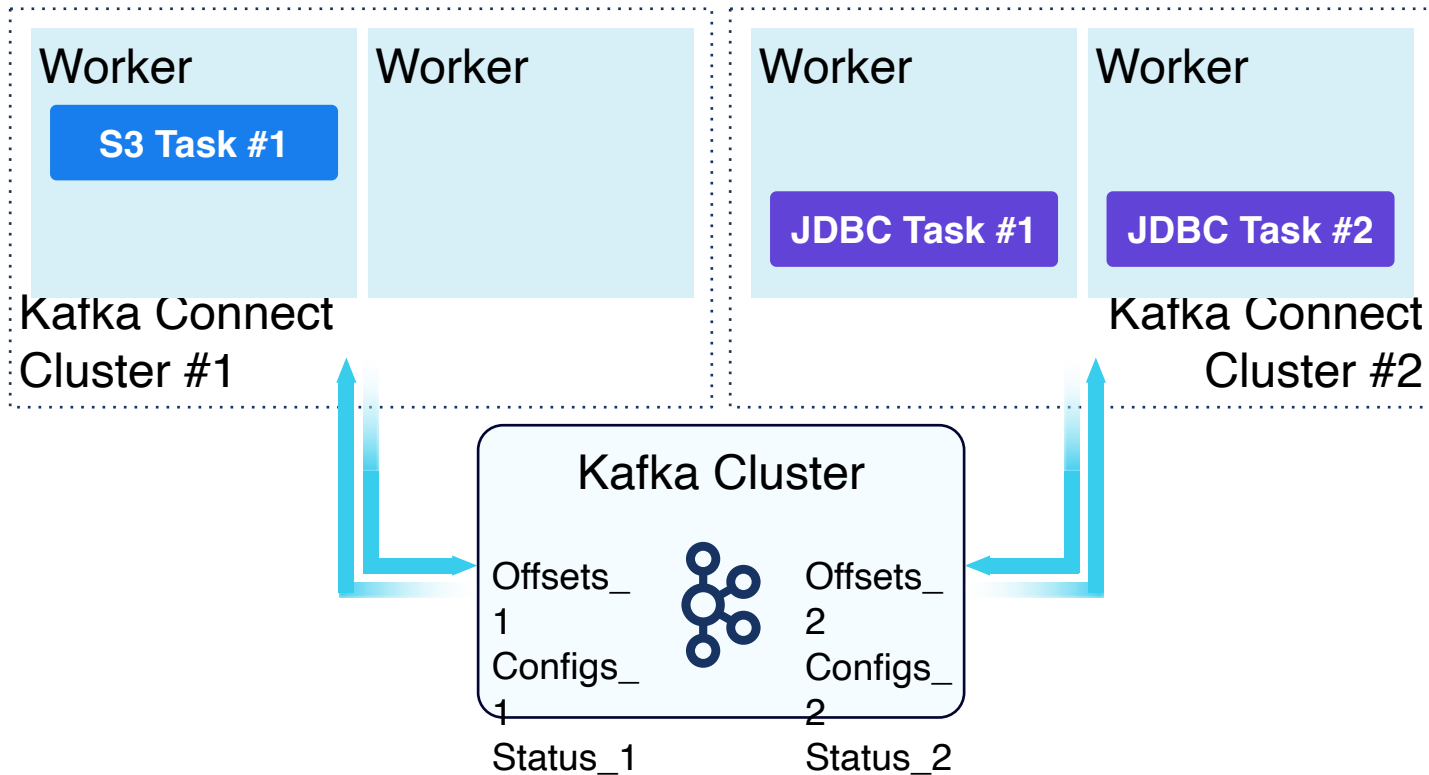 Worker
S3 Task #1
Worker
Kafka Connect
Cluster #1
Worker
JDBC Task #1
Worker
JDBC Task #2
Kafka Connect
Cluster #2
Kafka Cluster
Offsets_
1
Configs_
1
Status_1
Offsets_
2
Configs_
2
Status_2